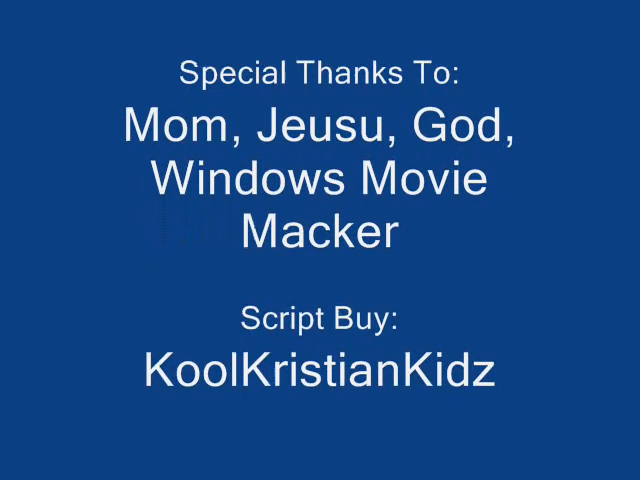 Special Thanks To:
Mom, Jeusu, God,
Windows Movie
Macker
Script Buy:
KoolKristianKidz